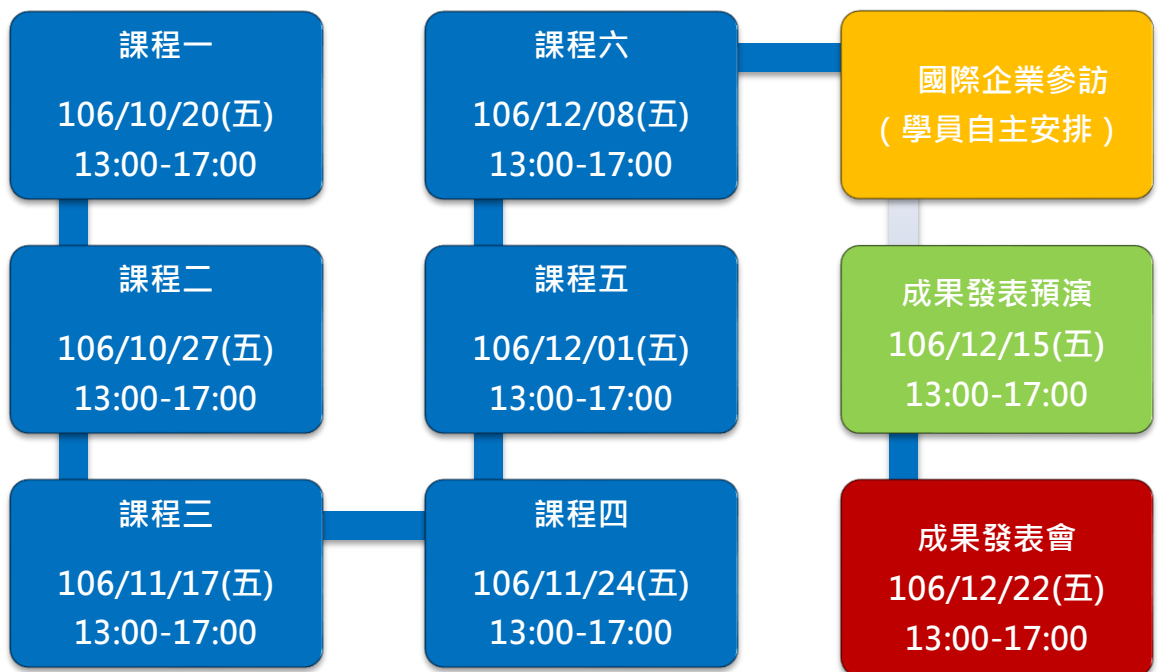 課程一
106/10/20(五)
13:00-17:00
課程二
106/10/27(五)
13:00-17:00
課程三
106/11/17(五)
13:00-17:00
課程四
106/11/24(五)
13:00-17:00
課程五
106/12/01(五)
13:00-17:00
課程六
106/12/08(五)
13:00-17:00
國際企業參訪
(學員自主安排)
成果發表預演
106/12/15(五)
13:00-17:00
成果發表會
106/12/22(五)
13:00-17:00